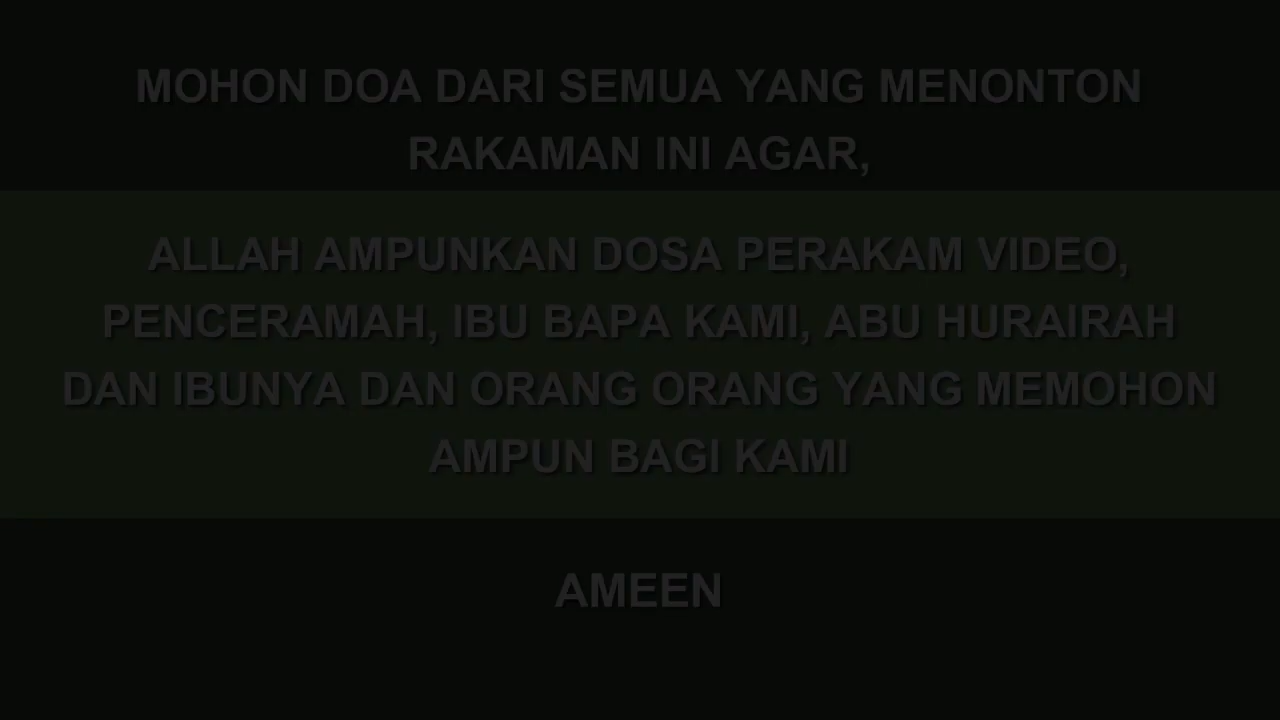 MOHON DOA DARI SEMUA YANG MENONTON
RAKAMAN INI AGAR,
ALLAH AMPUNKAN DOSA PERAKAM VIDEO,
PENCERAMAH, IBU BAPA KAMI, ABU HURAIRAH
DAN IBUNYA DAN ORANG ORANG YANG MEMOHON
AMPUN BAGI KAMI
AMEEN